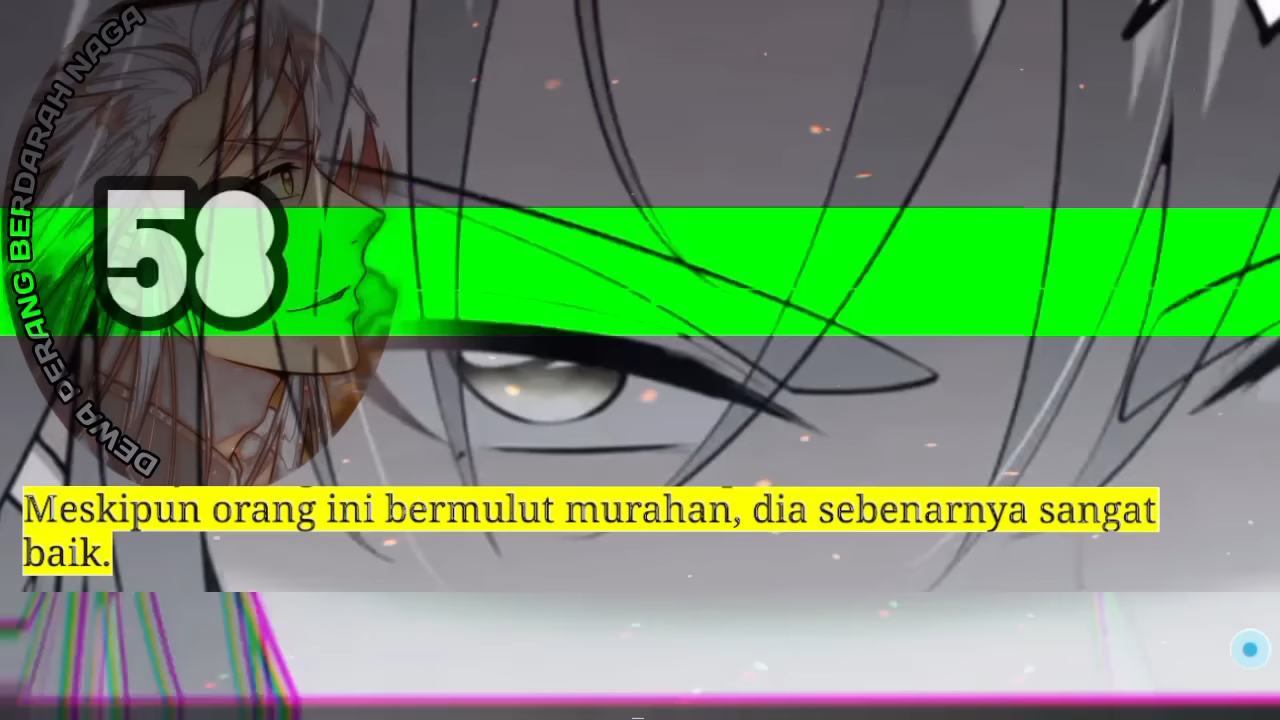 DEWA PERANG BERDARAH NAGA
58
Meskipun orang ini bermulut murahan, dia sebenarnya sangat
baik.